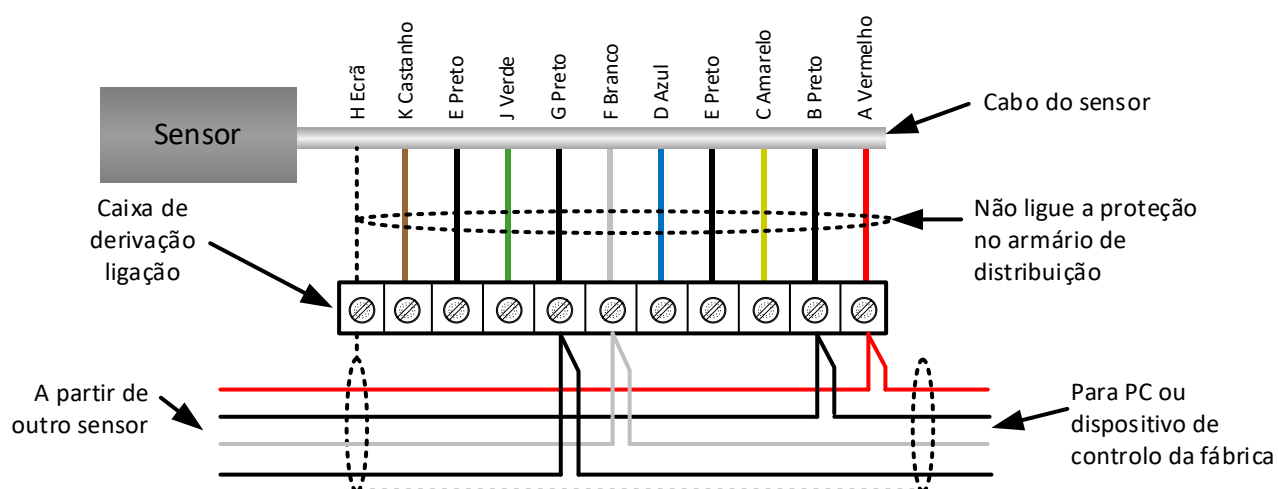 H Ecrã
K Castanho
E Preto
J Verde
G Preto
F Branco
D Azul
E Preto
C Amarelo
B Preto
A Vermelho
Sensor
Cabo do sensor
Caixa de
derivação
ligação
Não ligue a proteção
no armário de
distribuição
A partir de
outro sensor
Para PC ou
dispositivo de
controlo da fábrica